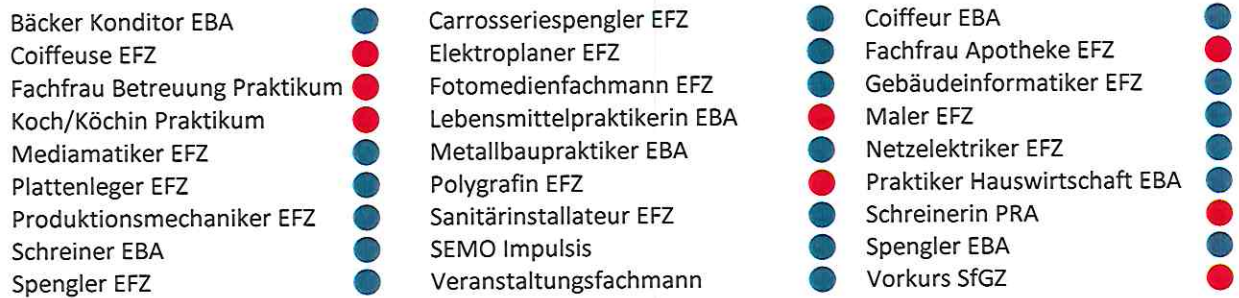 Bäcker Konditor EBA
Coiffeuse EFZ
Fachfrau Betreuung Praktikum
Koch/Köchin Praktikum
Mediamatiker EFZ
Plattenleger EFZ
Produktionsmechaniker EFZ
Schreiner EBA
Spengler EFZ
Carrosseriespengler EFZ
Elektroplaner EFZ
Fotomedienfachmann EFZ
Lebensmittelpraktikerin EBA
Metallbaupraktiker EBA
Polygrafin EFZ
Sanitärinstallateur EFZ
SEMO Impulsis
Veranstaltungsfachmann
Coiffeur EBA
Fachfrau Apotheke EFZ
Gebäudeinformatiker EFZ
Maler EFZ
Netzelektriker EFZ
Praktiker Hauswirtschaft EBA
Schreinerin PRA
Spengler EBA
Vorkurs SfGZ